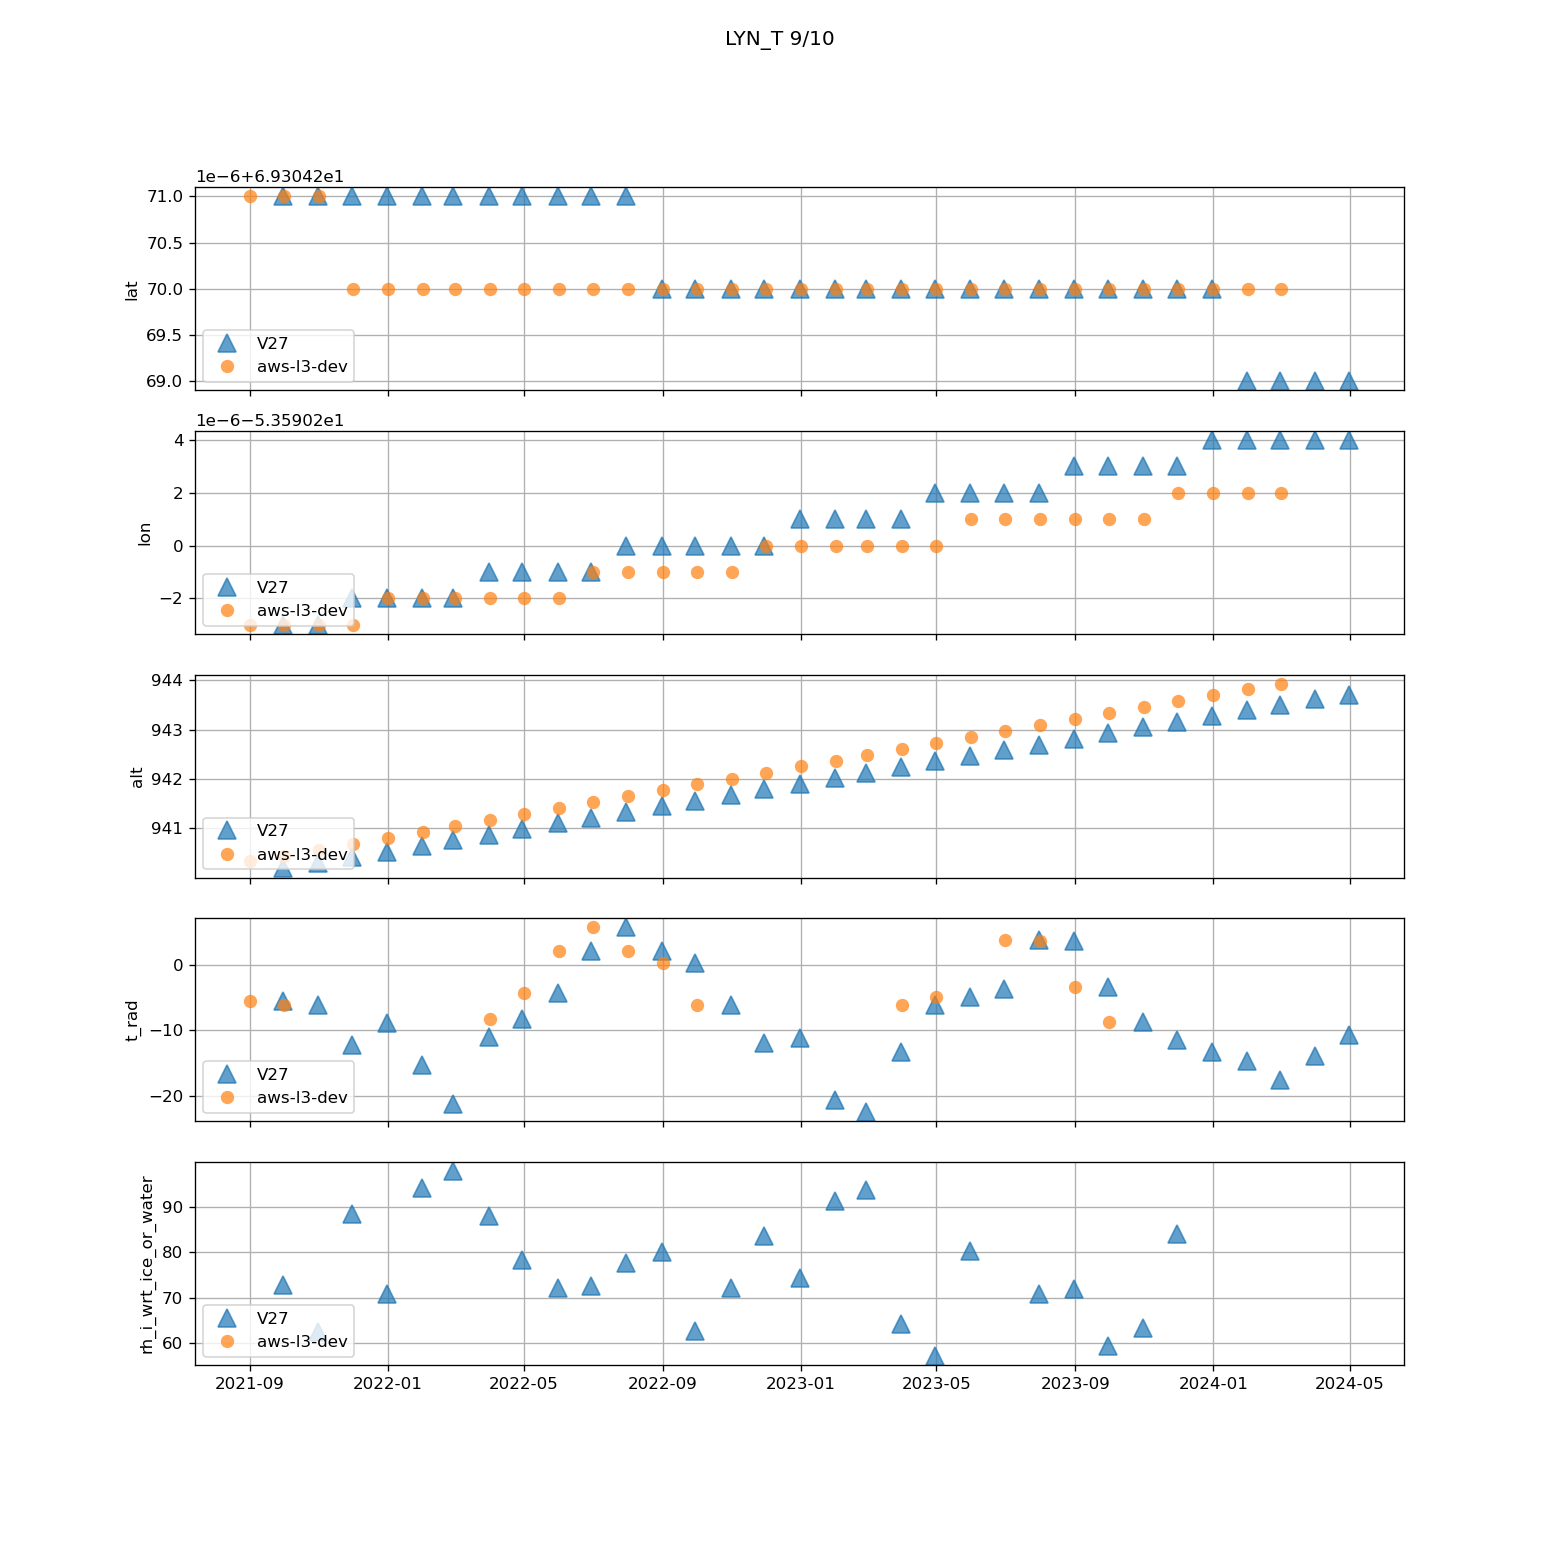 LYN_T 9/10
1e−6+6.93042e1
71.0
70.5
70.0
69.5
69.0
lat
V27
aws-l3-dev
1e−6−5.35902e1
4
2
0
−2
lon
V27
aws-l3-dev
944
943
942
941
alt
V27
aws-l3-dev
0
−10
−20
t_rad
V27
aws-l3-dev
90
80
70
60
rh_i_wrt_ice_or_water
V27
aws-l3-dev
2021-09 2022-01 2022-05 2022-09 2023-01 2023-05 2023-09 2024-01 2024-05